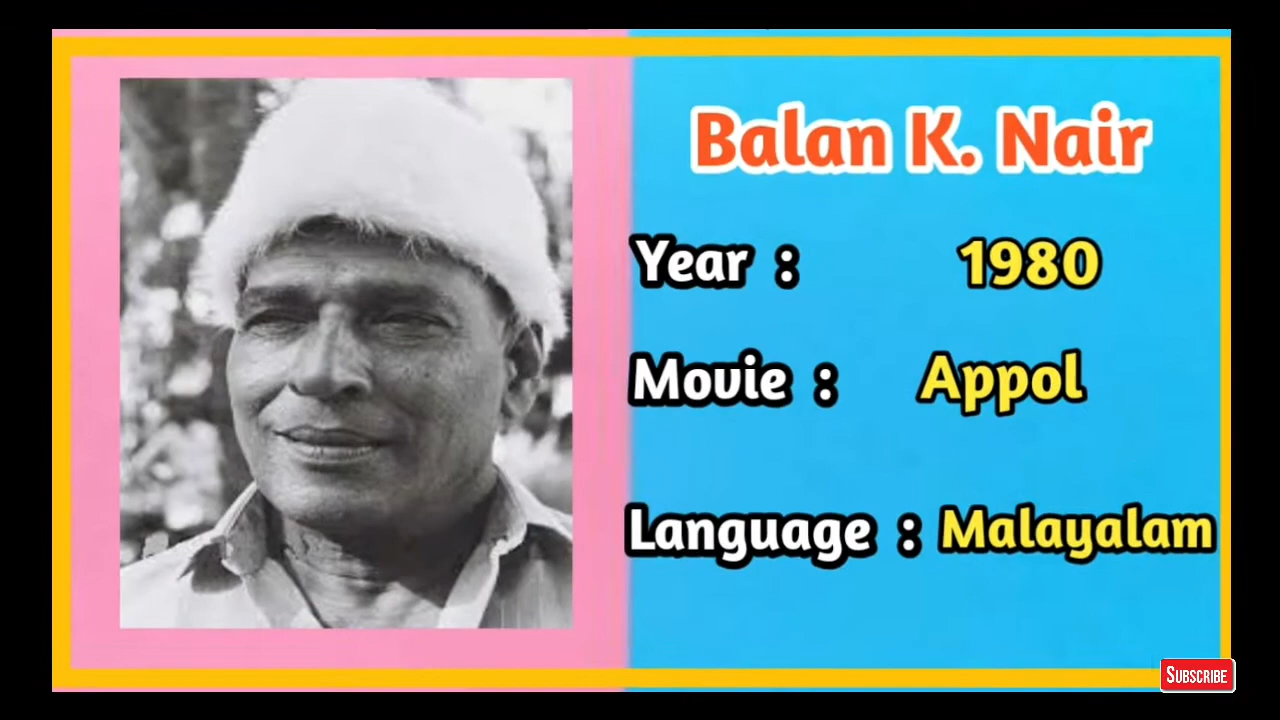 Balan K. Nair
Year : 1980
Movie : Appol
Language : Malayalam
SUBSCRIBE